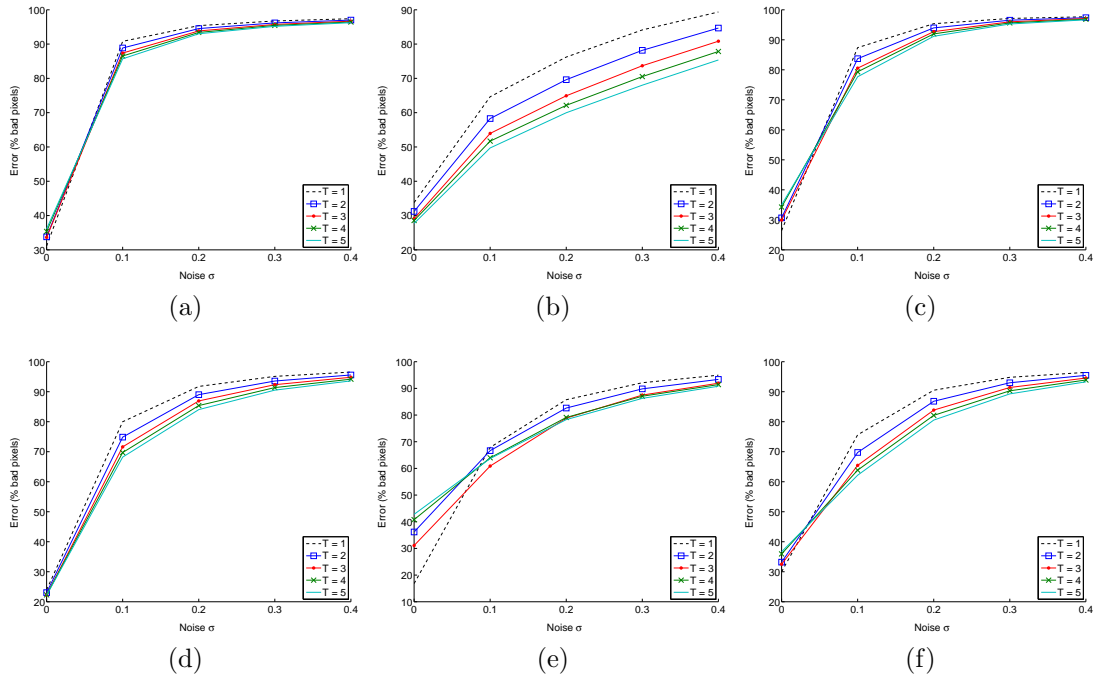 100
90
80
70
60
50
40
30
0 0.1 0.2 0.3 0.4
Error (% bad pixels)
Noise σ
T = 1
T = 2
T = 3
T = 4
T = 5
(a)
90
80
70
60
50
40
30
20
0 0.1 0.2 0.3 0.4
Error (% bad pixels)
Noise σ
T = 1
T = 2
T = 3
T = 4
T = 5
(b)
100
90
80
70
60
50
40
30
20
0 0.1 0.2 0.3 0.4
Error (% bad pixels)
Noise σ
T = 1
T = 2
T = 3
T = 4
T = 5
(c)
100
90
80
70
60
50
40
30
20
0 0.1 0.2 0.3 0.4
Error (% bad pixels)
Noise σ
T = 1
T = 2
T = 3
T = 4
T = 5
(d)
100
90
80
70
60
50
40
30
20
10
0 0.1 0.2 0.3 0.4
Error (% bad pixels)
Noise σ
T = 1
T = 2
T = 3
T = 4
T = 5
(e)
100
90
80
70
60
50
40
30
20
0 0.1 0.2 0.3 0.4
Error (% bad pixels)
Noise σ
T = 1
T = 2
T = 3
T = 4
T = 5
(f)